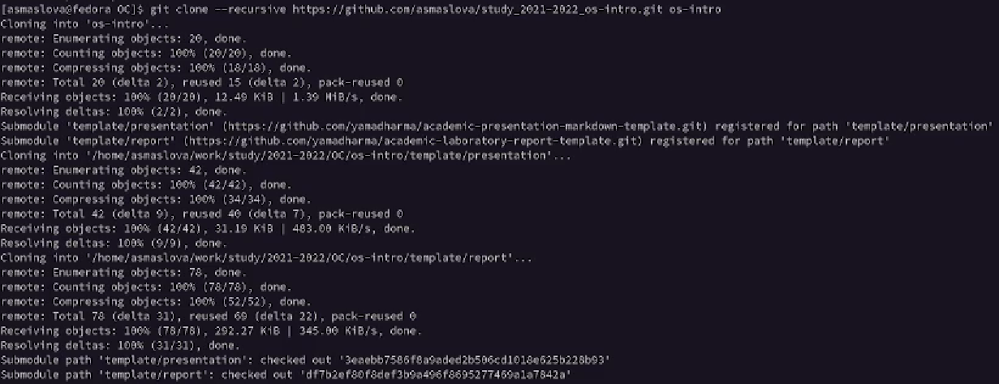 [asmaslova@fedora OC]$ git clone --recursive https://github.com/asmaslova/study_2021-2022_os-intro.git os-intro
Cloning into 'os-intro'...
remote: Enumerating objects: 20, done.
remote: Counting objects: 100% (20/20), done.
remote: Compressing objects: 100% (18/18), done.
remote: Total 20 (delta 2), reused 15 (delta 2), pack-reused 0
Receiving objects: 100% (20/20), 12.49 KiB | 1.39 MiB/s, done.
Resolving deltas: 100% (2/2), done.
Submodule 'template/presentation' (https://github.com/yamadharma/academic-presentation-markdown-template.git) registered for path 'template/presentation'
Submodule 'template/report' (https://github.com/yamadharma/academic-laboratory-report-template.git) registered for path 'template/report'
Cloning into '/home/asmaslova/work/study/2021-2022/OC/os-intro/template/presentation'...
remote: Enumerating objects: 42, done.
remote: Counting objects: 100% (42/42), done.
remote: Compressing objects: 100% (34/34), done.
remote: Total 42 (delta 9), reused 40 (delta 7), pack-reused 0
Receiving objects: 100% (42/42), 31.19 KiB | 483.00 KiB/s, done.
Resolving deltas: 100% (9/9), done.
Cloning into '/home/asmaslova/work/study/2021-2022/OC/os-intro/template/report'...
remote: Enumerating objects: 78, done.
remote: Counting objects: 100% (78/78), done.
remote: Compressing objects: 100% (52/52), done.
remote: Total 78 (delta 31), reused 69 (delta 22), pack-reused 0
Receiving objects: 100% (78/78), 292.27 KiB | 345.00 KiB/s, done.
Resolving deltas: 100% (31/31), done.
Submodule path 'template/presentation': checked out '3eaebb7586f8a9aded2b506cd1018e625b228b93'
Submodule path 'template/report': checked out 'df7b2ef80f8def3b9a496f8695277469a1a7842a'